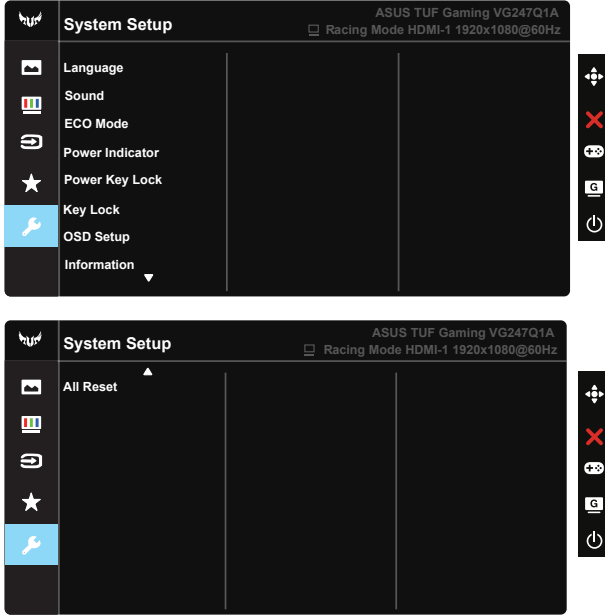 System Setup
ASUS TUF Gaming VG247Q1A
Racing Mode HDMI-1 1920x1080@60Hz
Language
Sound
ECO Mode
Power Indicator
Power Key Lock
Key Lock
OSD Setup
Information
G
System Setup
ASUS TUF Gaming VG247Q1A
Racing Mode HDMI-1 1920x1080@60Hz
All Reset
G